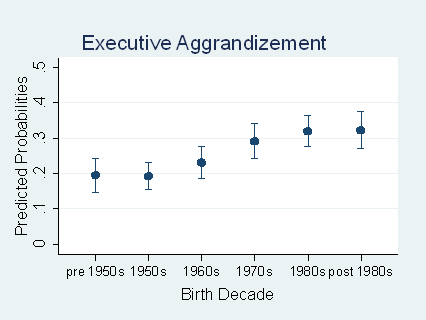 Executive Aggrandizement
Predicted Probabilities
.5
.4
.3
.2
.1
0
pre 1950s 1950s 1960s 1970s 1980s post 1980s
Birth Decade